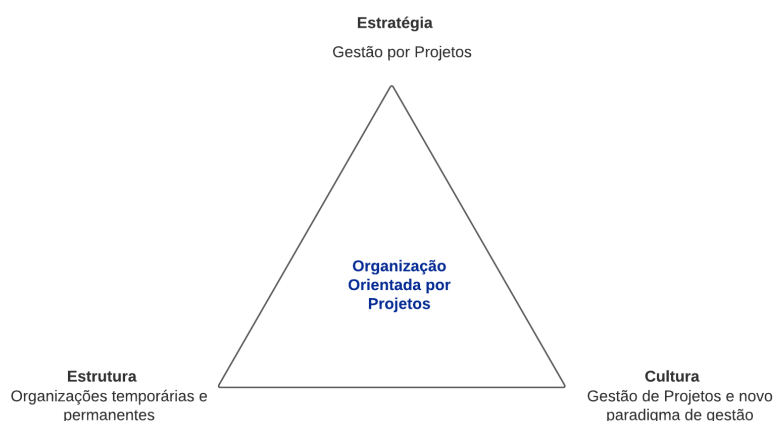 Estratégia
Gestão por Projetos
Organização
Orientada por
Projetos
Estrutura
Organizações temporárias e
permanentes
Cultura
Gestão de Projetos e novo
paradigma de gestão